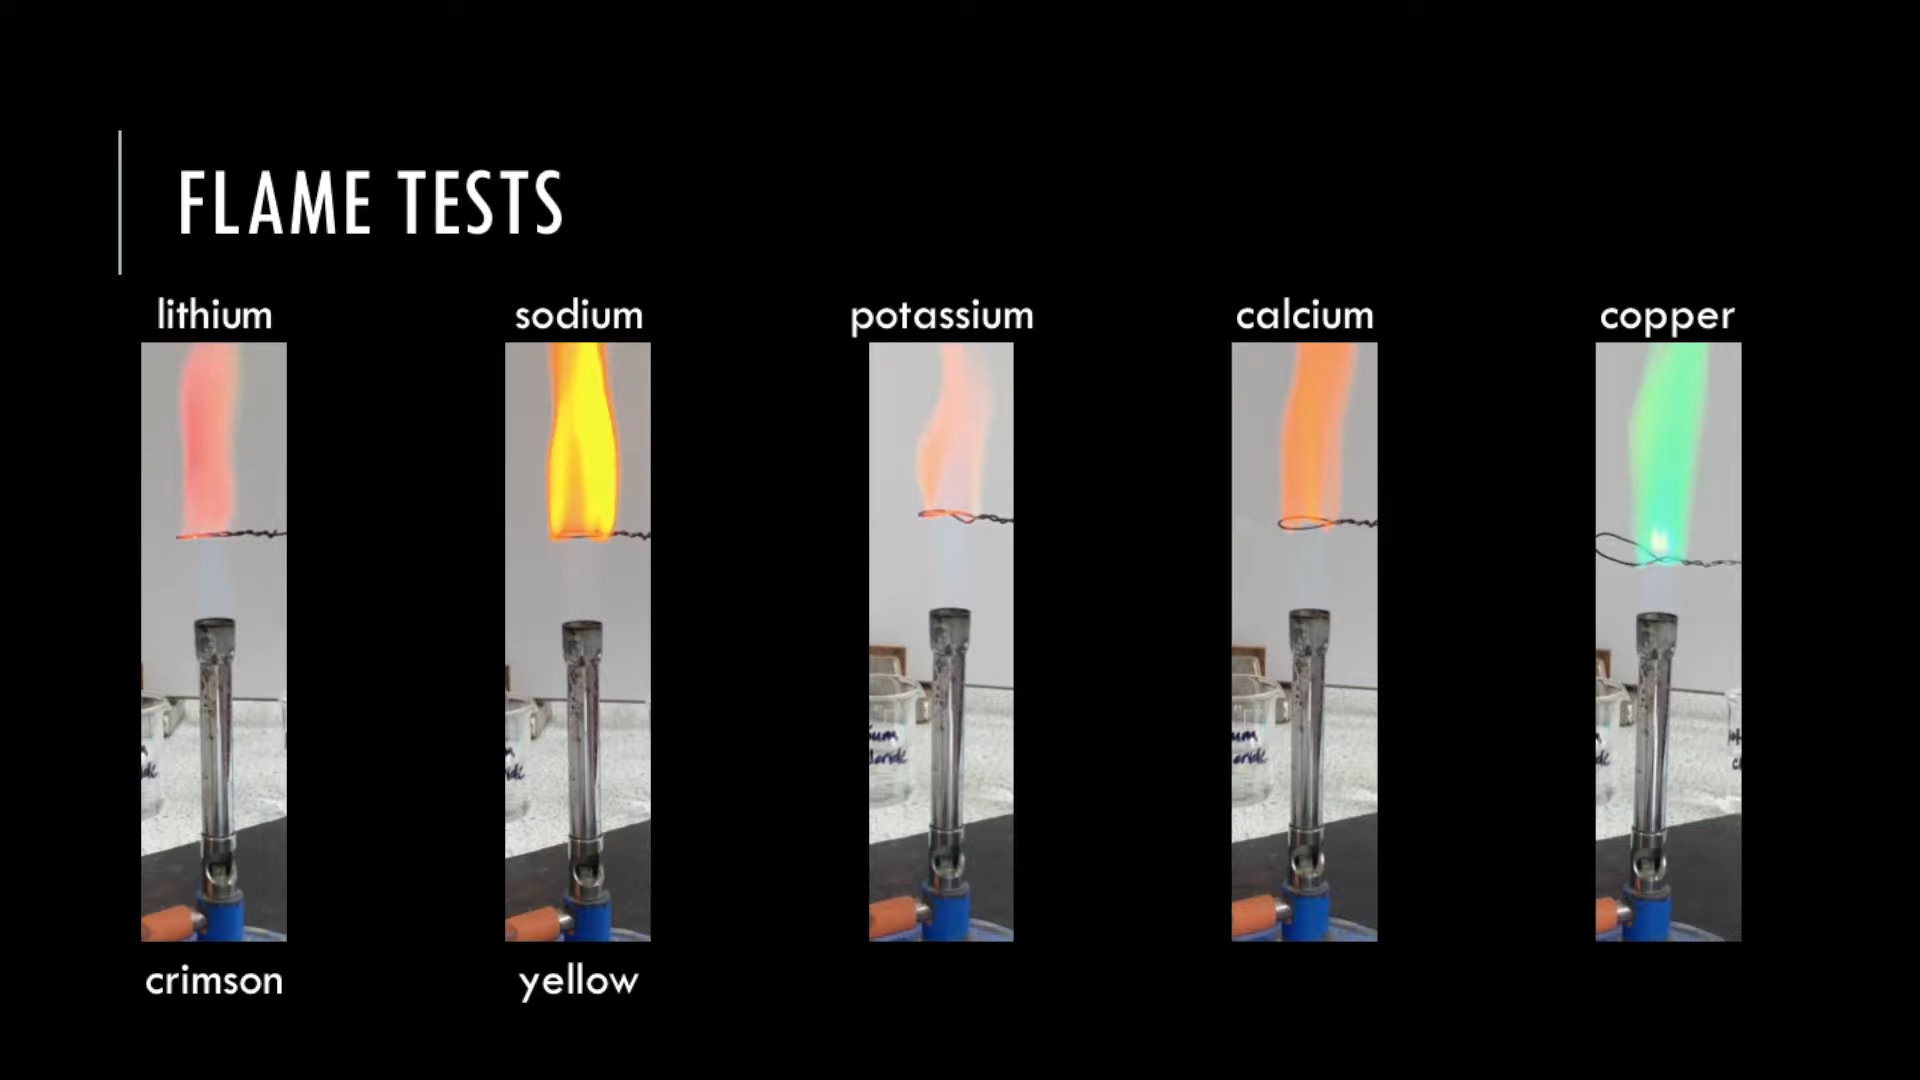 FLAME TESTS
lithium
sodium
potassium
calcium
copper
crimson
yellow